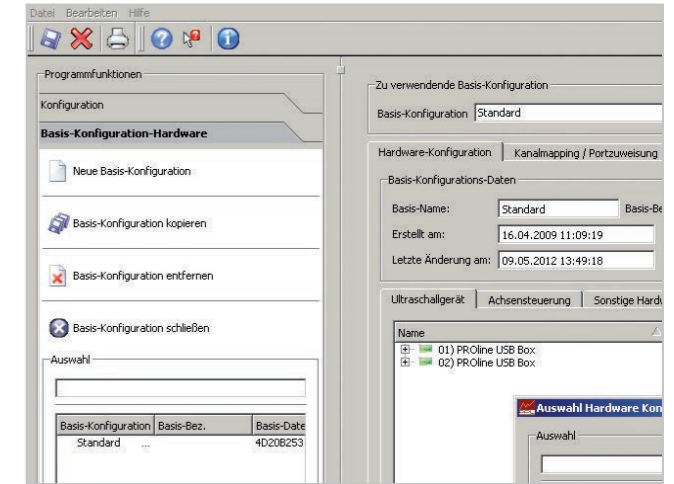 Datei Bearbeiten Hilfe
Programmfunktionen
Konfiguration
Basis-Konfiguration-Hardware
Neue Basis-Konfiguration
Basis-Konfiguration kopieren
Basis-Konfiguration entfernen
Basis-Konfiguration schließen
Auswahl
Basis-Konfiguration Basis-Bez. Basis-Date
Standard ... 4D20B253
Zu verwendende Basis-Konfiguration
Basis-Konfiguration Standard
Hardware-Konfiguration Kanalmapping / Portzuweisung
Basis-Konfigurations-Daten
Basis-Name: Standard Basis-Be
Erstellt am: 16.04.2009 11:09:19
Letzte Änderung am: 09.05.2012 13:49:18
Ultraschallgerät Achsensteuerung Sonstige Hardw
Name
01) PROline USB Box
02) PROline USB Box
Auswahl Hardware Kon
Auswahl